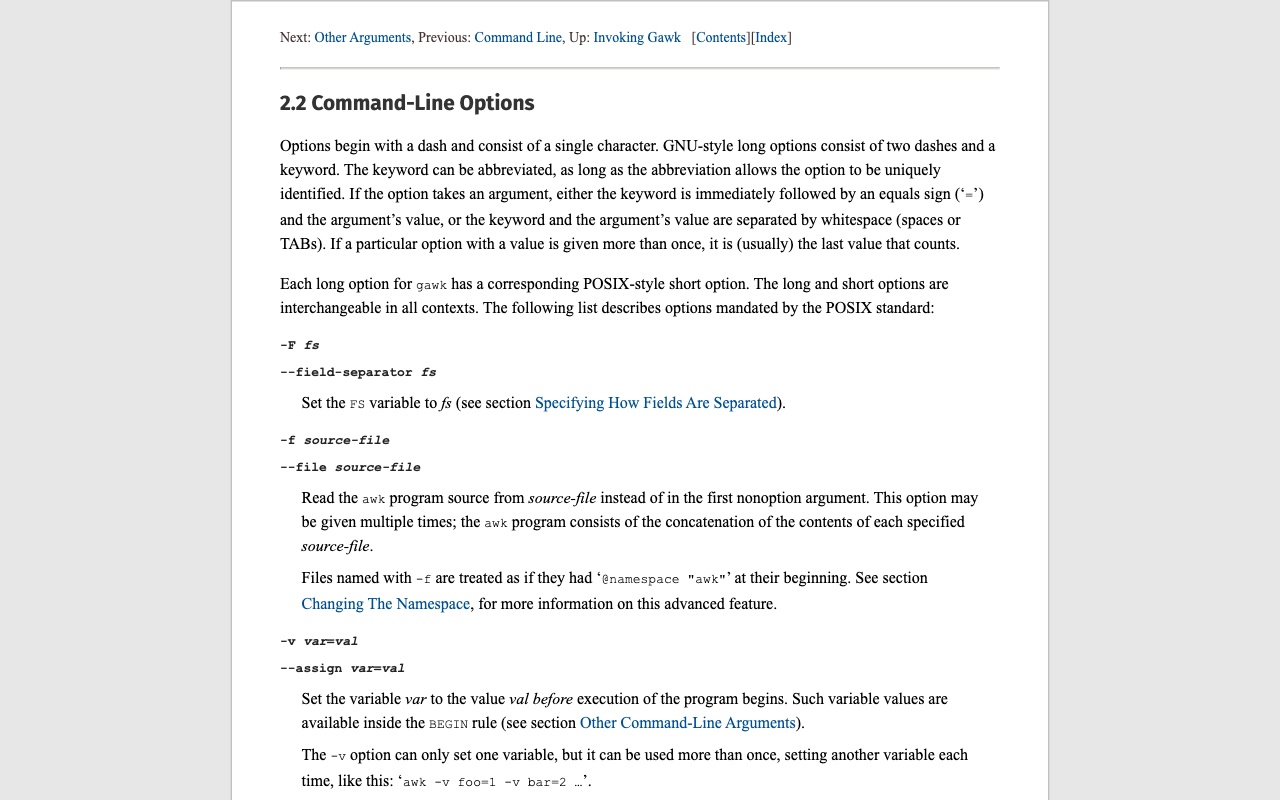 Next: Other Arguments, Previous: Command Line, Up: Invoking Gawk   [Contents][Index]
2.2 Command-Line Options
Options begin with a dash and consist of a single character. GNU-style long options consist of two dashes and a
keyword. The keyword can be abbreviated, as long as the abbreviation allows the option to be uniquely
identified. If the option takes an argument, either the keyword is immediately followed by an equals sign (‘=’)
and the argument’s value, or the keyword and the argument’s value are separated by whitespace (spaces or
TABs). If a particular option with a value is given more than once, it is (usually) the last value that counts.
Each long option for gawk has a corresponding POSIX-style short option. The long and short options are
interchangeable in all contexts. The following list describes options mandated by the POSIX standard:
-F fs
--field-separator fs
Set the FS variable to fs (see section Specifying How Fields Are Separated).
-f source-file
--file source-file
Read the awk program source from source-file instead of in the first nonoption argument. This option may
be given multiple times; the awk program consists of the concatenation of the contents of each specified
source-file.
Files named with -f are treated as if they had ‘@namespace "awk"’ at their beginning. See section
Changing The Namespace, for more information on this advanced feature.
-v var=val
--assign var=val
Set the variable var to the value val before execution of the program begins. Such variable values are
available inside the BEGIN rule (see section Other Command-Line Arguments).
The -v option can only set one variable, but it can be used more than once, setting another variable each
time, like this: ‘awk -v foo=1 -v bar=2 …’.